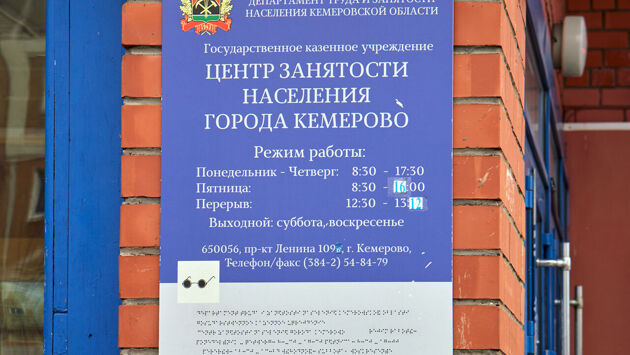 ДЕПАРТАМЕНТ ТРУДА И ЗАНЯТОСТИ
НАСЕЛЕНИЯ КЕМЕРОВСКОЙ ОБЛАСТИ
Государственное казенное учреждение
ЦЕНТР ЗАНЯТОСТИ
НАСЕЛЕНИЯ
ГОРОДА КЕМЕРОВО
Режим работы:
Понедельник - Четверг: 8:30 - 17:30
Пятница: 8:30 - 16:00
Перерыв: 12:30 - 13:12
Выходной: суббота, воскресенье
650056, пр-кт Ленина 109, г. Кемерово,
Телефон/факс (384-2) 54-84-79